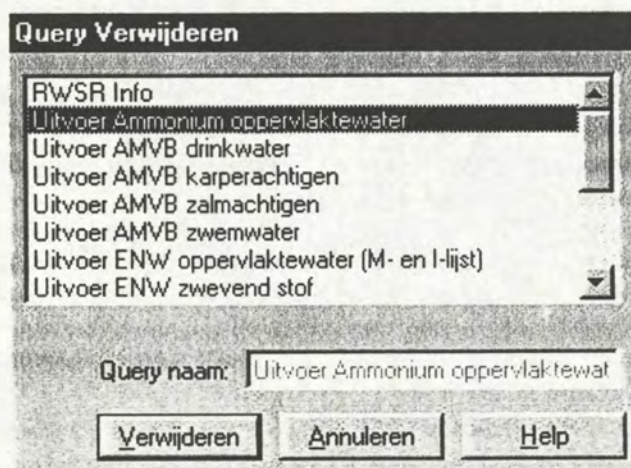 Query Verwijderen
RWSR Info
Uitvoer Ammonium oppervlaktewater
Uitvoer AMVB drinkwater
Uitvoer AMVB karperachtigen
Uitvoer AMVB zalmachtigen
Uitvoer AMVB zwemwater
Uitvoer ENW oppervlaktewater (M- en I-lijst)
Uitvoer ENW zwevend stof
Query naam: Uitvoer Ammonium oppervlaktewat
Verwijderen Annuleren Help